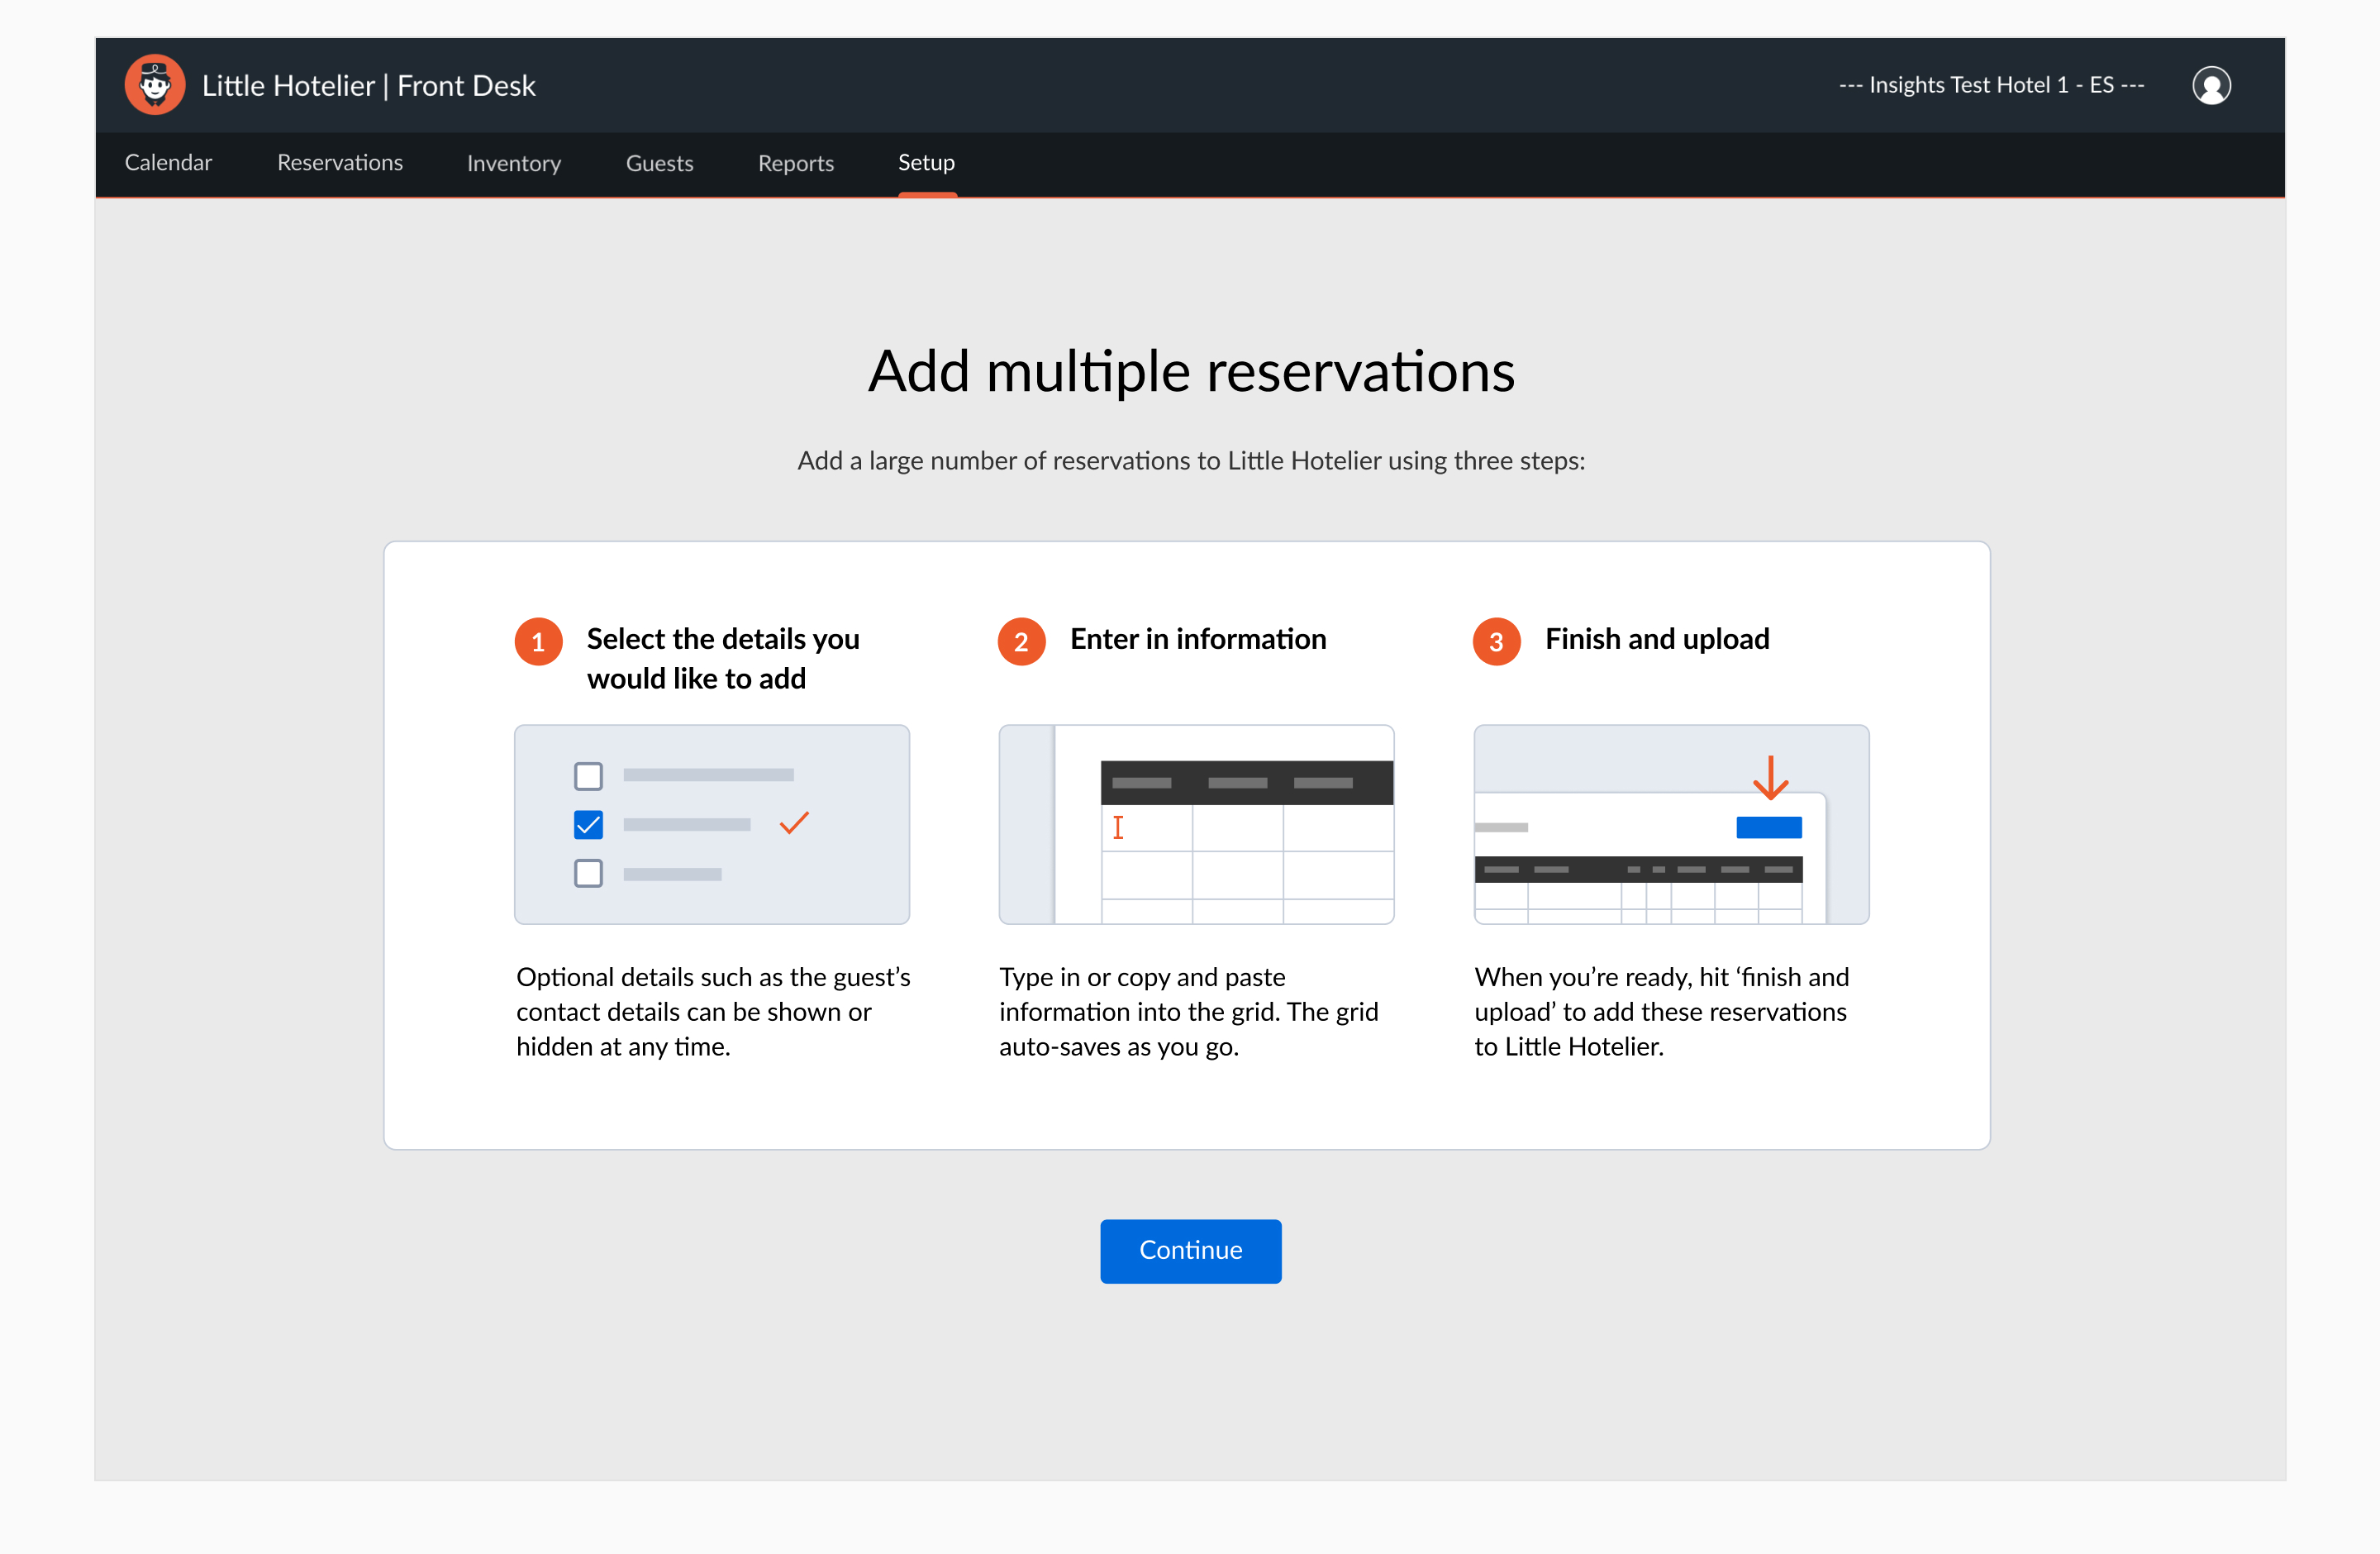 Little Hotelier | Front Desk
--- Insights Test Hotel 1 - ES ---
Calendar
Reservations
Inventory
Guests
Reports
Setup
Add multiple reservations
Add a large number of reservations to Little Hotelier using three steps:
1
Select the details you
would like to add
Optional details such as the guest’s
contact details can be shown or
hidden at any time.
2
Enter in information
Type in or copy and paste
information into the grid. The grid
auto-saves as you go.
3
Finish and upload
When you’re ready, hit ‘finish and
upload’ to add these reservations
to Little Hotelier.
Continue